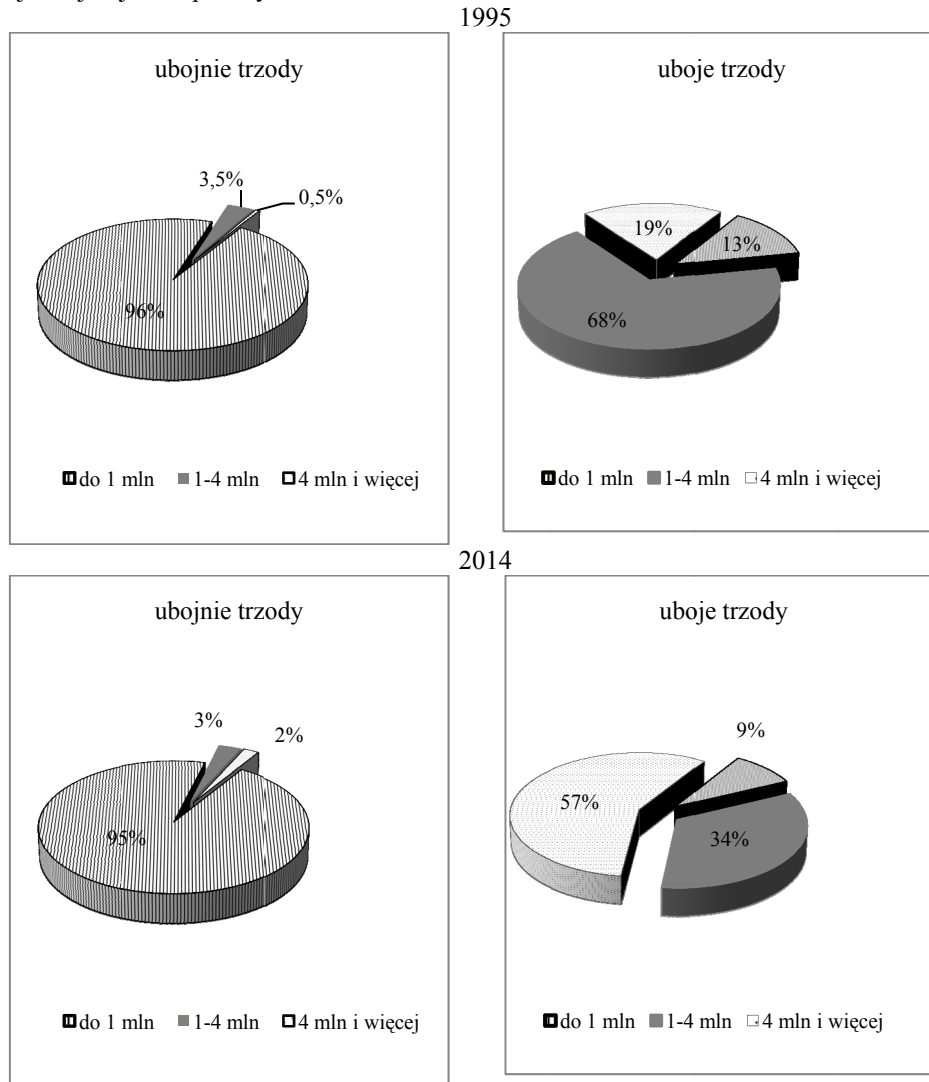 1995
ubojnie trzody
3,5%
0,5%
96%
do 1 mln 1-4 mln 4 mln i więcej
uboje trzody
19%
13%
68%
do 1 mln 1-4 mln 4 mln i więcej
2014
ubojnie trzody
3%
2%
95%
do 1 mln 1-4 mln 4 mln i więcej
uboje trzody
9%
57%
34%
do 1 mln 1-4 mln 4 mln i więcej